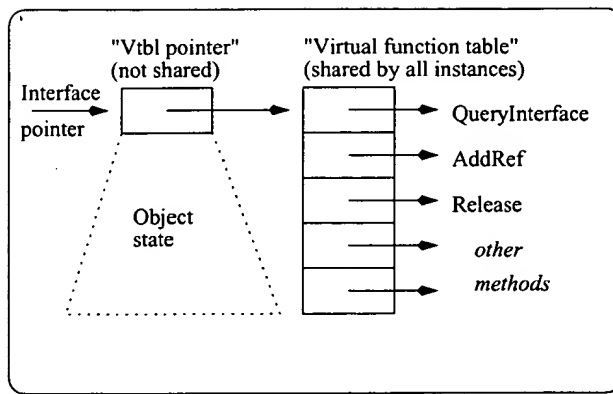 "Vtbl pointer"
(not shared)
"Virtual function table"
(shared by all instances)
Interface
pointer
Object
state
QueryInterface
AddRef
Release
other
methods